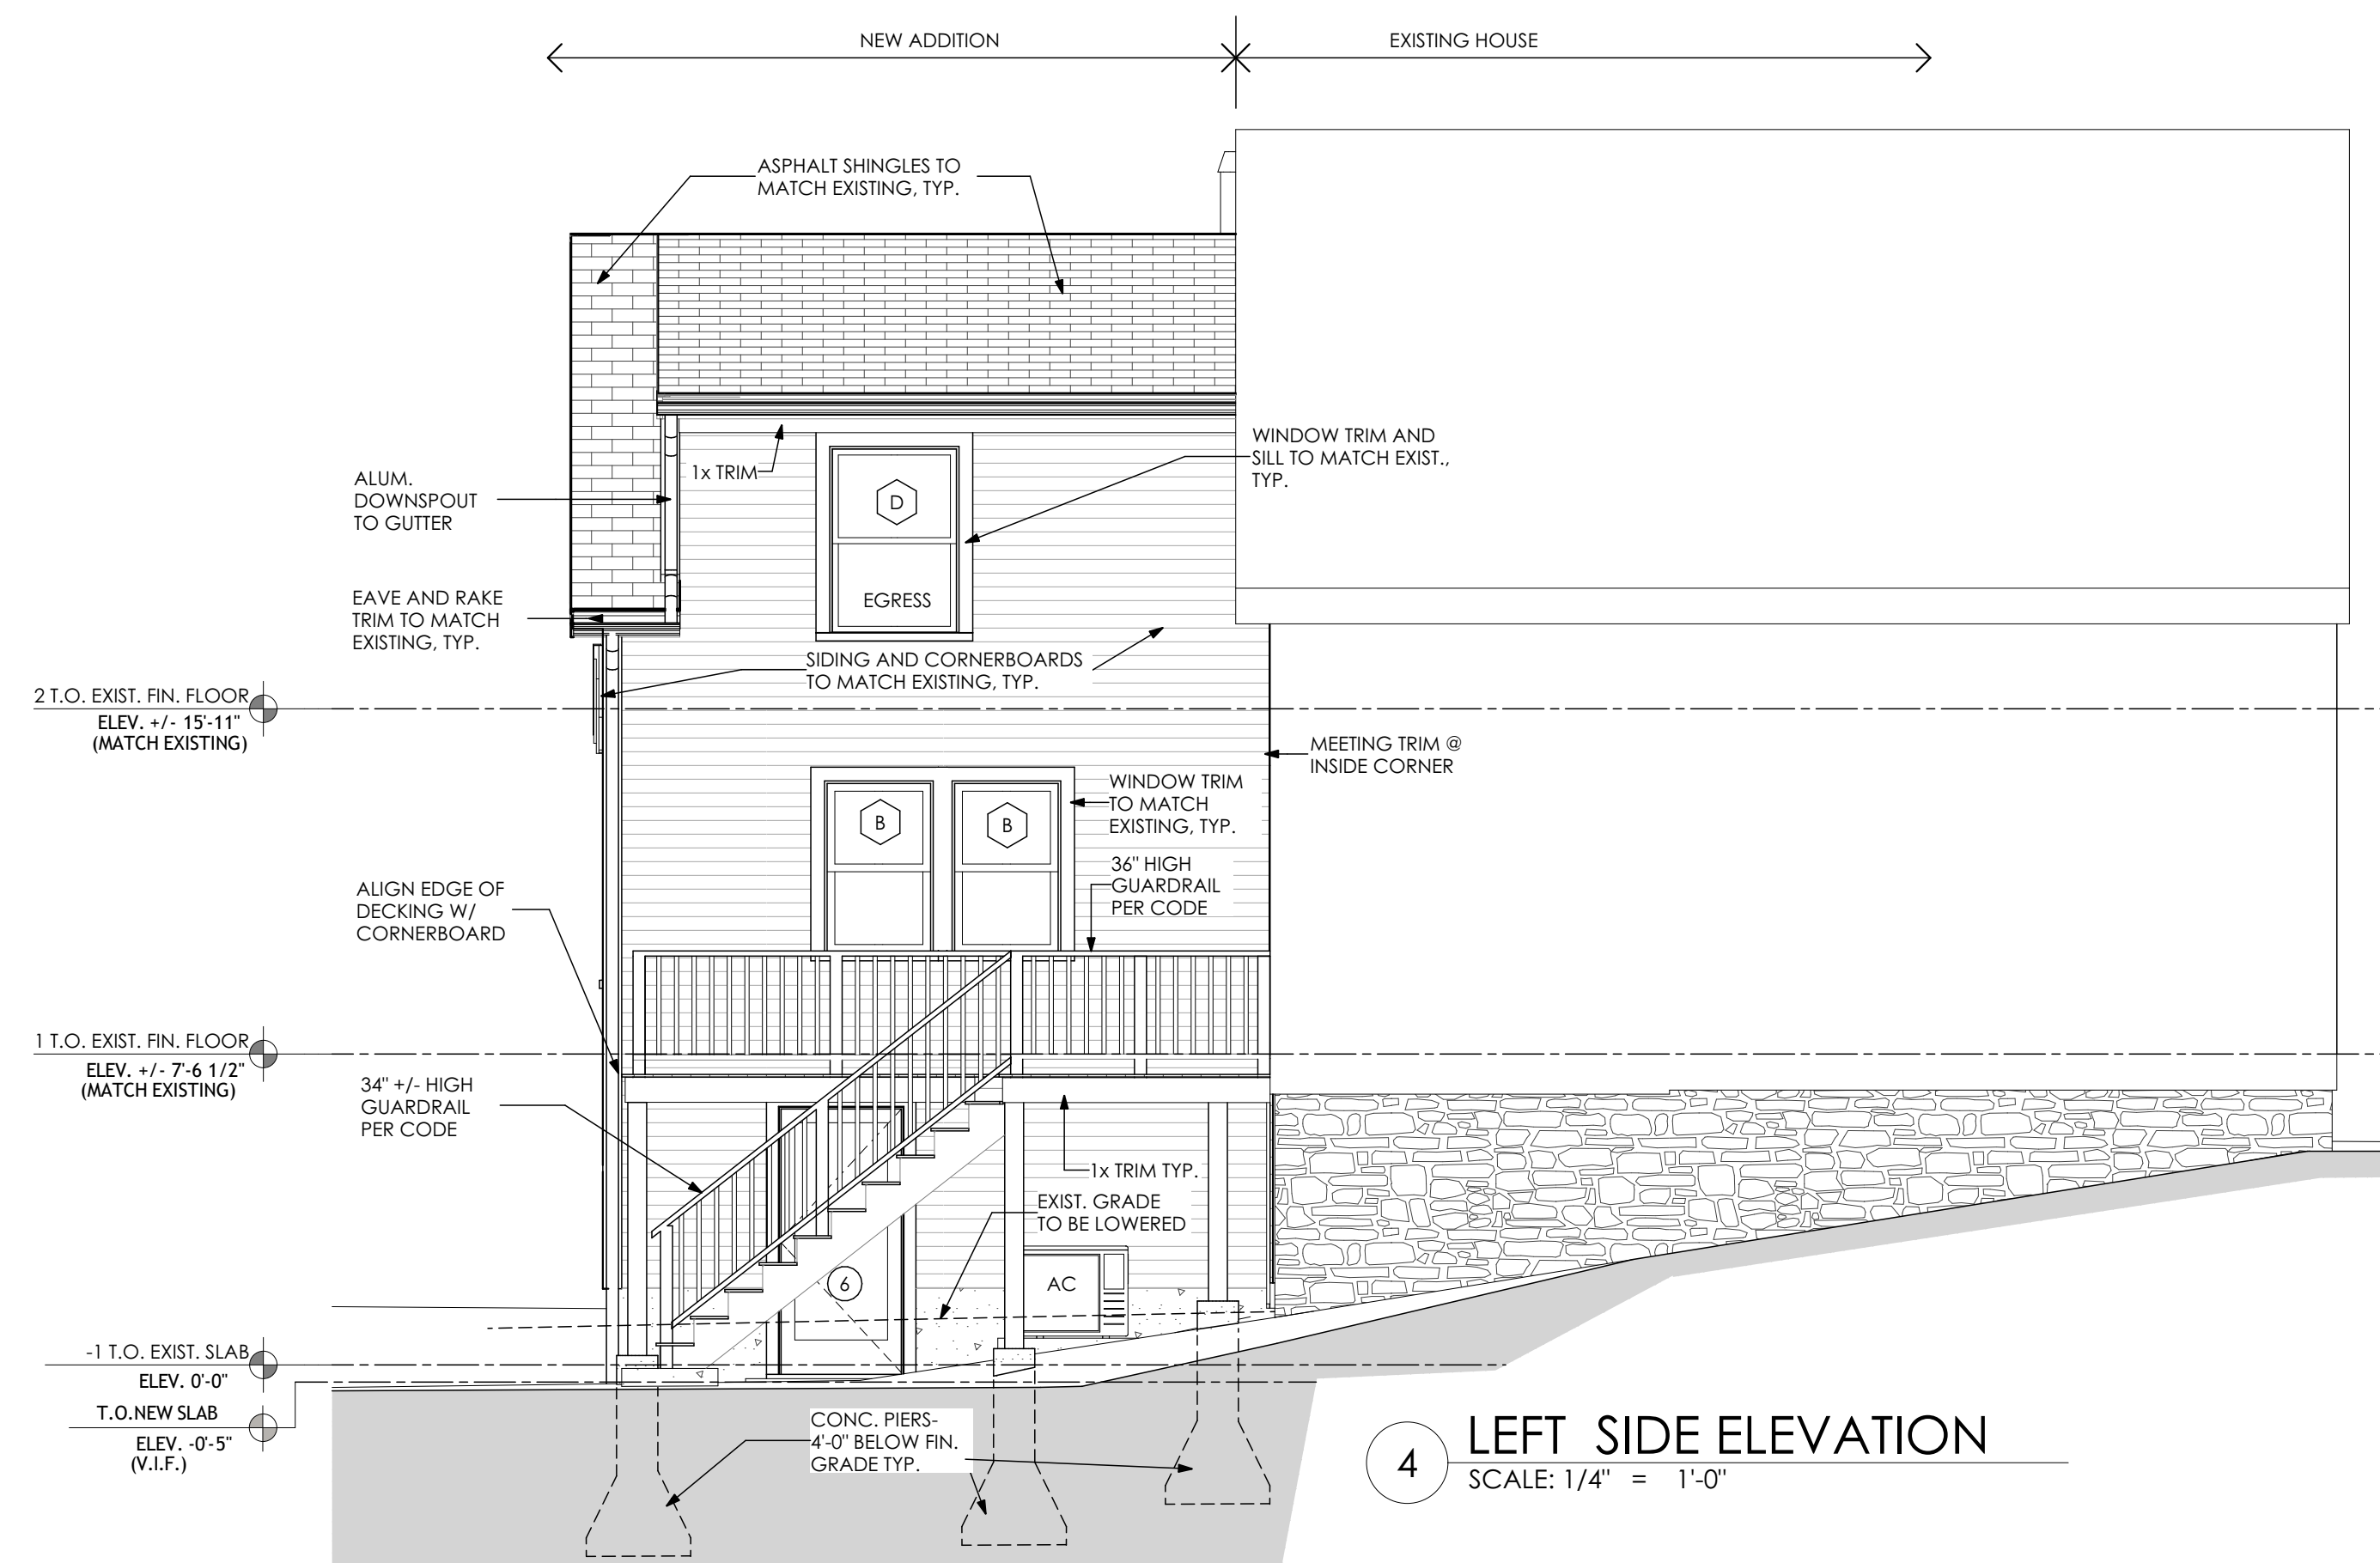 NEW ADDITION
EXISTING HOUSE
ASPHALT SHINGLES TO
MATCH EXISTING, TYP.
WINDOW TRIM AND
SILL TO MATCH EXIST.,
TYP.
1x TRIM
ALUM.
DOWNSPOUT
TO GUTTER
D
EGRESS
EAVE AND RAKE
TRIM TO MATCH
EXISTING, TYP.
SIDING AND CORNERBOARDS
TO MATCH EXISTING, TYP.
2 T.O. EXIST. FIN. FLOOR
ELEV. +/- 15'-11"
(MATCH EXISTING)
MEETING TRIM @
INSIDE CORNER
WINDOW TRIM
TO MATCH
EXISTING, TYP.
B
B
36" HIGH
GUARDRAIL
PER CODE
ALIGN EDGE OF
DECKING W/
CORNERBOARD
1 T.O. EXIST. FIN. FLOOR
ELEV. +/- 7'-6 1/2"
(MATCH EXISTING)
34" +/- HIGH
GUARDRAIL
PER CODE
1x TRIM TYP.
EXIST. GRADE
TO BE LOWERED
6
AC
-1 T.O. EXIST. SLAB
ELEV. 0'-0"
T.O.NEW SLAB
ELEV. -0'-5"
(V.I.F.)
CONC. PIERS-
4'-0" BELOW FIN.
GRADE TYP.
4
LEFT SIDE ELEVATION
SCALE: 1/4" = 1'-0"